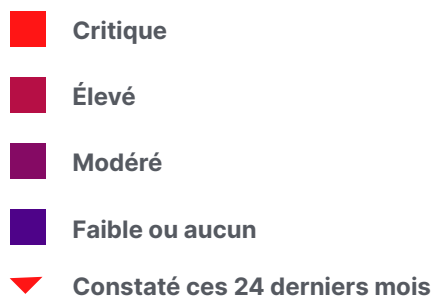 Critique
Élevé
Modéré
Faible ou aucun
Constaté ces 24 derniers mois